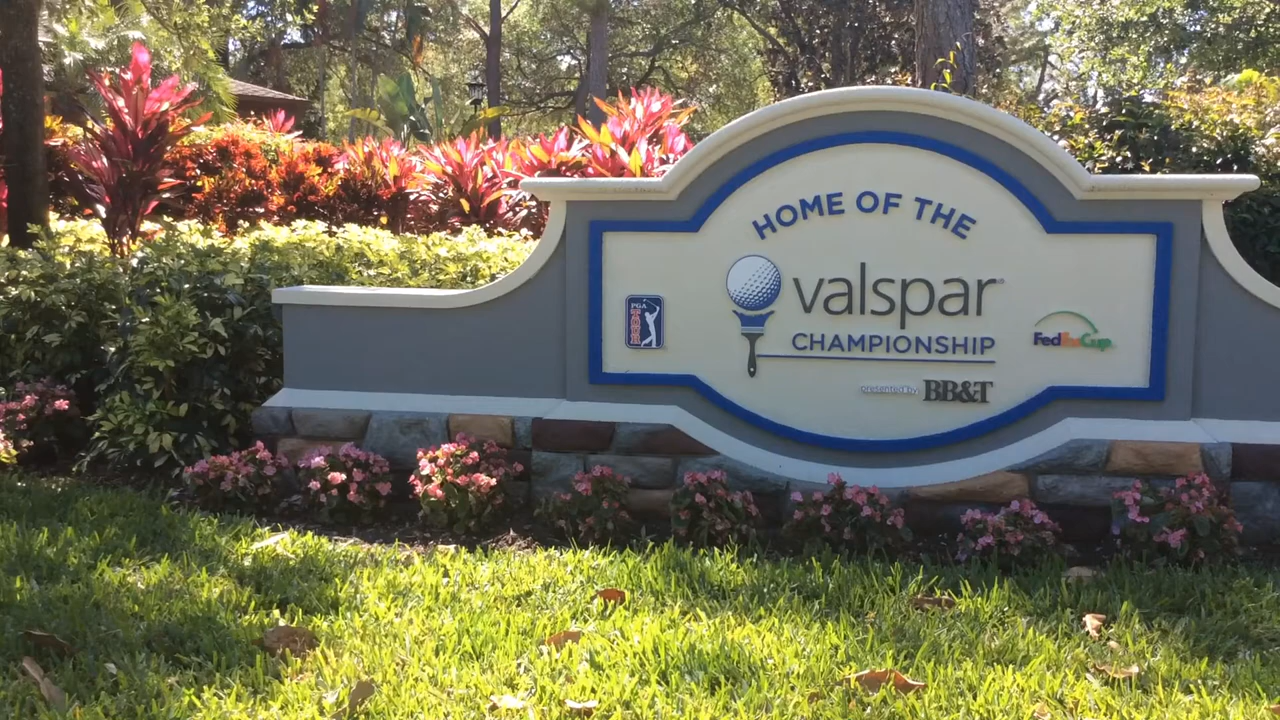 HOME OF THE
valspar
CHAMPIONSHIP
presented by BB&T
PGA
TOUR
FedExCup